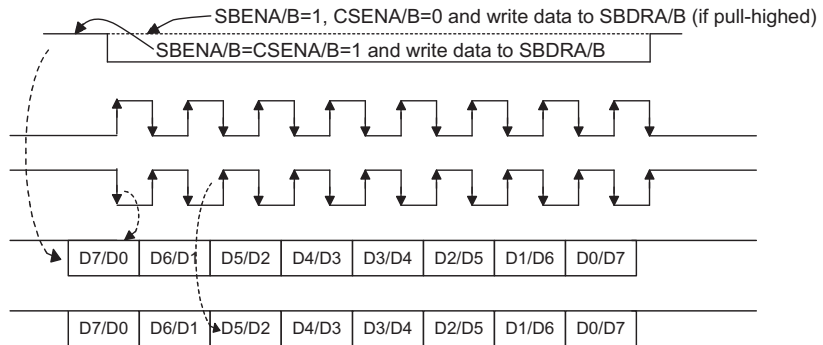 SBENA/B=1, CSENA/B=0 and write data to SBDRA/B (if pull-highed)
SBENA/B=CSENA/B=1 and write data to SBDRA/B
D7/D0 D6/D1 D5/D2 D4/D3 D3/D4 D2/D5 D1/D6 D0/D7
D7/D0 D6/D1 D5/D2 D4/D3 D3/D4 D2/D5 D1/D6 D0/D7